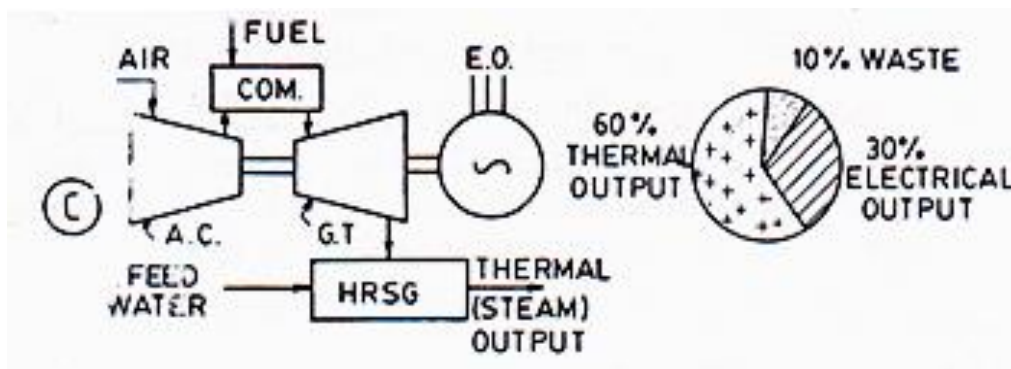 FUEL
AIR
COM.
E.O.
10% WASTE
60%
THERMAL
OUTPUT
30%
ELECTRICAL
OUTPUT
C
A.C.
G.T
FEED
WATER
HRSG
THERMAL
(STEAM)
OUTPUT